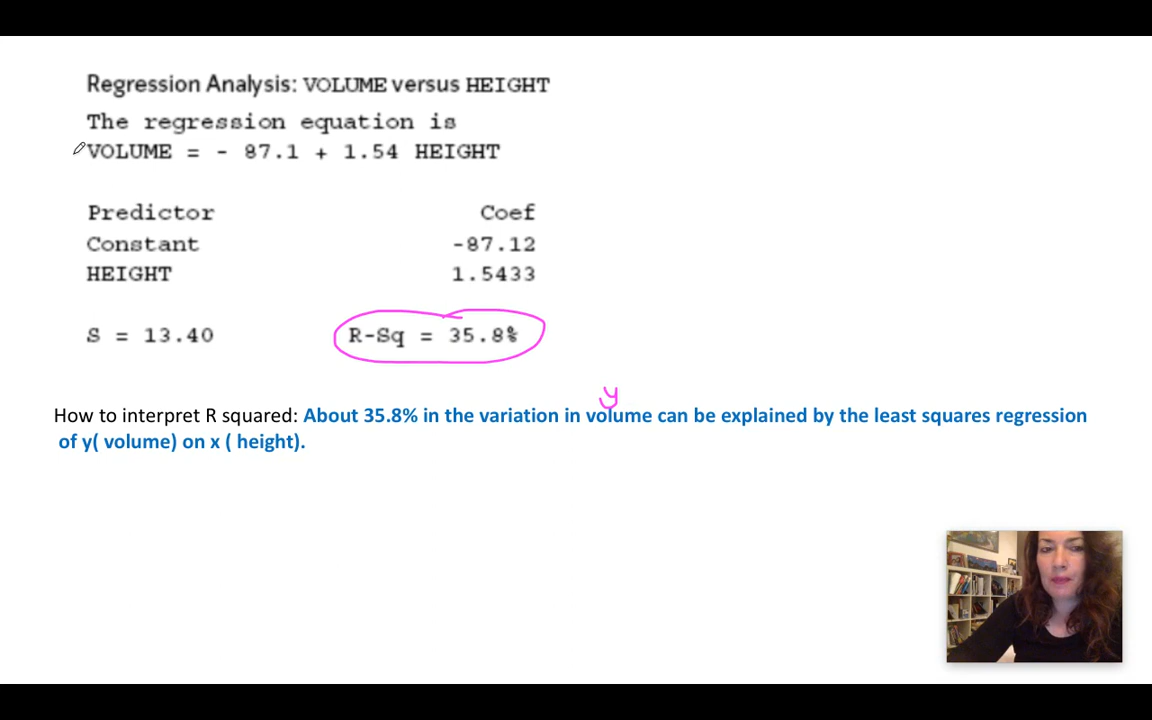 Regression Analysis: VOLUME versus HEIGHT
The regression equation is
VOLUME = - 87.1 + 1.54 HEIGHT
Predictor Coef
Constant -87.12
HEIGHT 1.5433
S = 13.40 R-Sq = 35.8%
y
How to interpret R squared: About 35.8% in the variation in volume can be explained by the least squares regression
of y( volume) on x ( height).